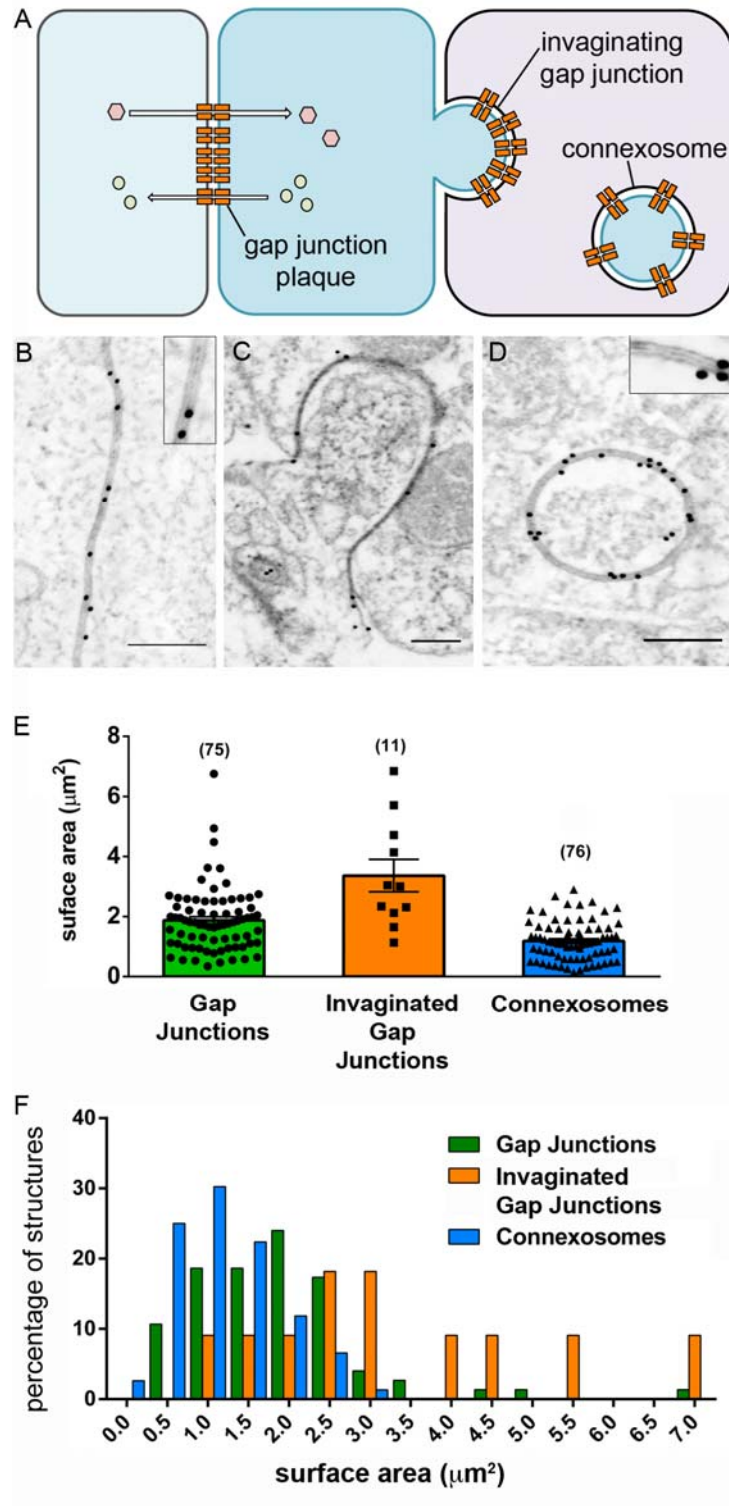 A
invaginating
gap junction
connexosome
gap junction
plaque
B
C
D
E
suface area (μm²)
8
6
4
2
0
(75)
(11)
(76)
Gap
Junctions
Invaginated
Gap
Junctions
Connexosomes
F
percentage of structures
40
30
20
10
0
Gap Junctions
Invaginated
Gap Junctions
Connexosomes
0.0 0.5 1.0 1.5 2.0 2.5 3.0 3.5 4.0 4.5 5.0 5.5 6.0 6.5 7.0
surface area (μm²)